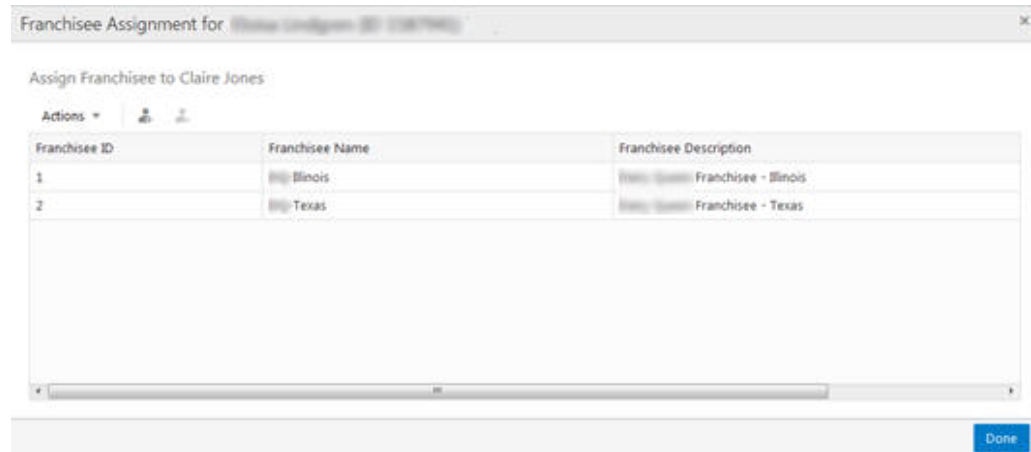 Franchisee Assignment for
Assign Franchisee to Claire Jones
Actions
Franchisee ID Franchisee Name Franchisee Description
1 Illinois Franchisee - Illinois
2 Texas Franchisee - Texas
Done